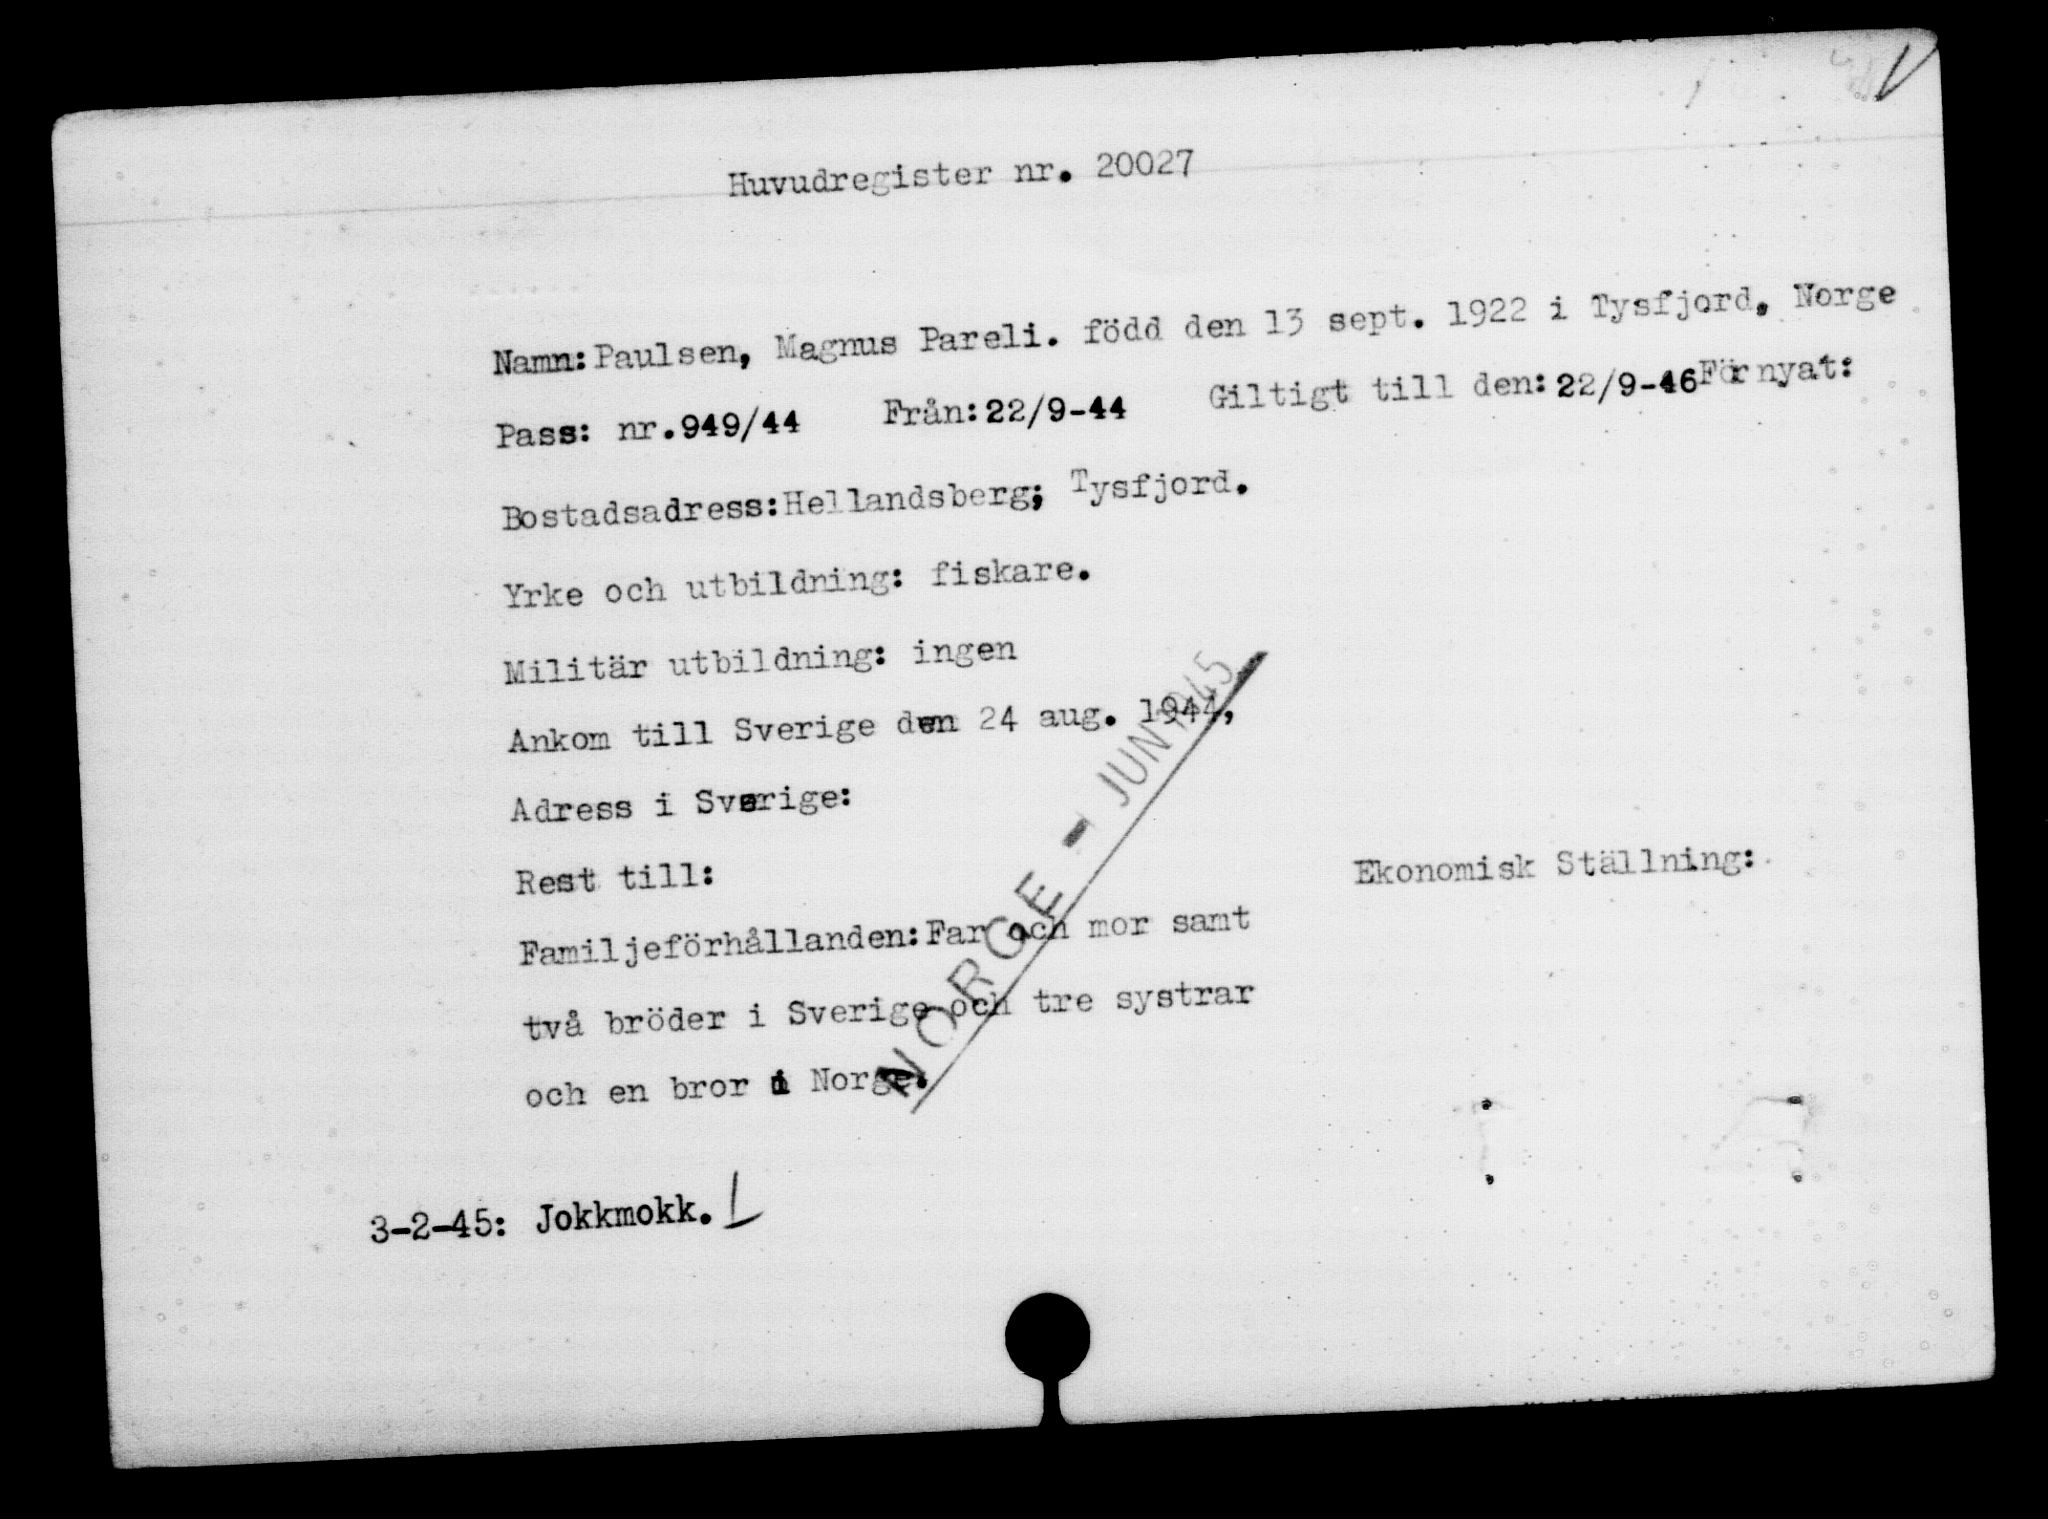 Huvudregister nr. 20027
Namn: Paulsen, Magnus Pareli. född den 13 sept. 1922 i Tysfjord, Norge
Pass: nr. 949/44 Från: 22/9-44 Giltigt till den: 22/9-46 Förnyat:
Bostadsadress: Hellandsberg; Tysfjord.
Yrke och utbildning: fiskare.
Militär utbildning: ingen
Ankom till Sverige den 24 aug. 1944,
Adress i Sverige:
Rest till:
Ekonomisk Ställning:
Familjeförhållanden: Far och mor samt
två bröder i Sverige och tre systrar
och en bror i Norge.
NORGE - JUN 1945
3-2-45: Jokkmokk.